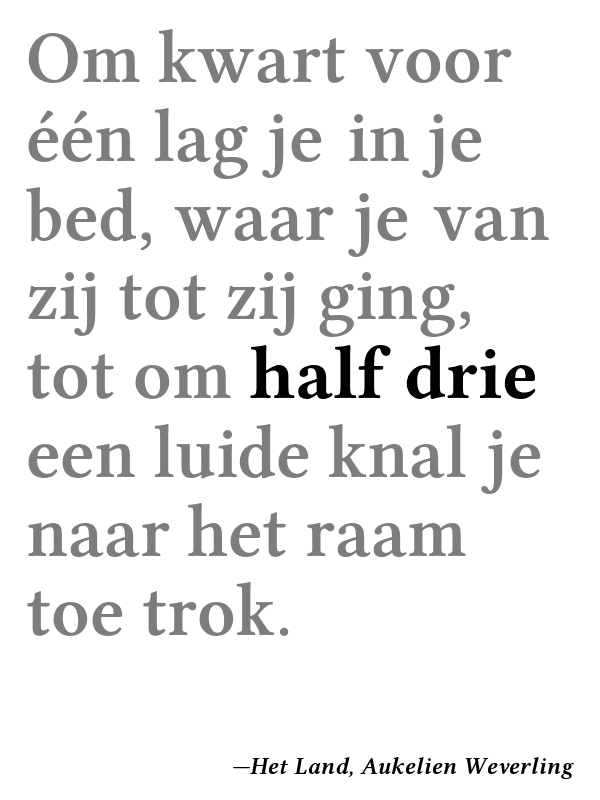 Om kwart voor
één lag je in je
bed, waar je van
zij tot zij ging,
tot om half drie
een luide knal je
naar het raam
toe trok.
—Het Land, Aukelien Weverling